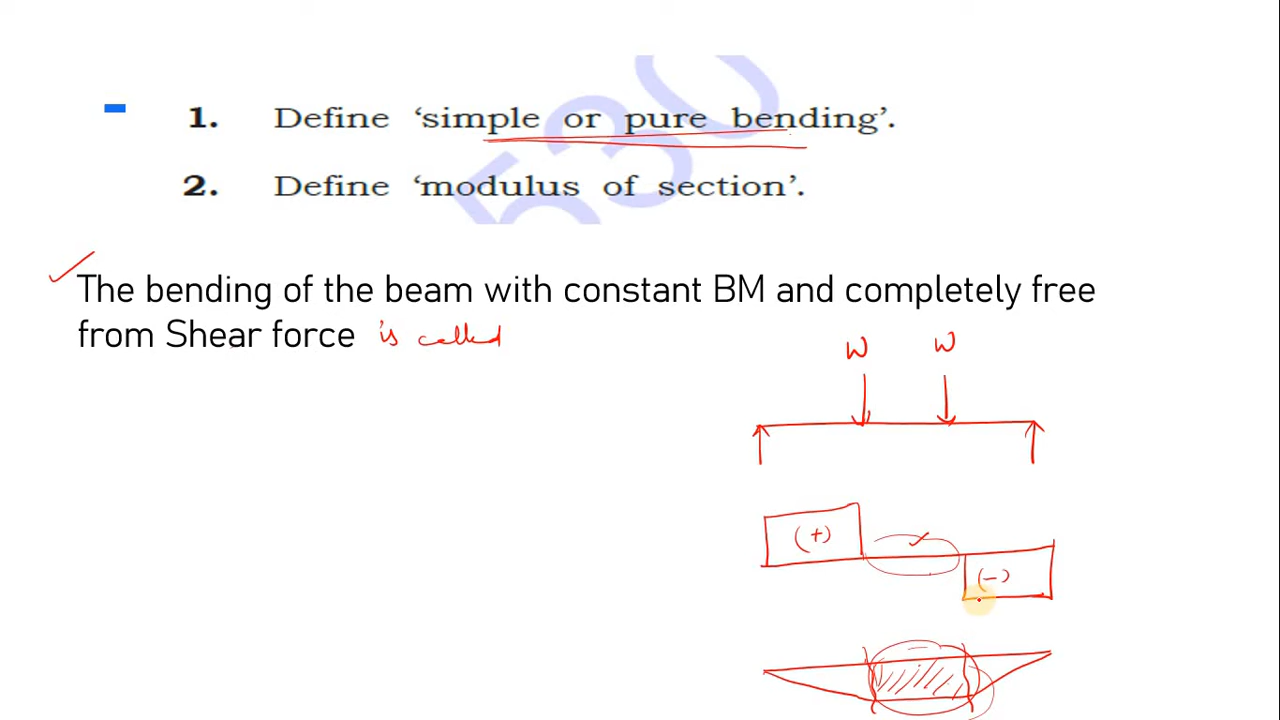 1. Define ‘simple or pure bending’.
2. Define ‘modulus of section’.
530
The bending of the beam with constant BM and completely free
from Shear force is called
W W
(+)
(-)